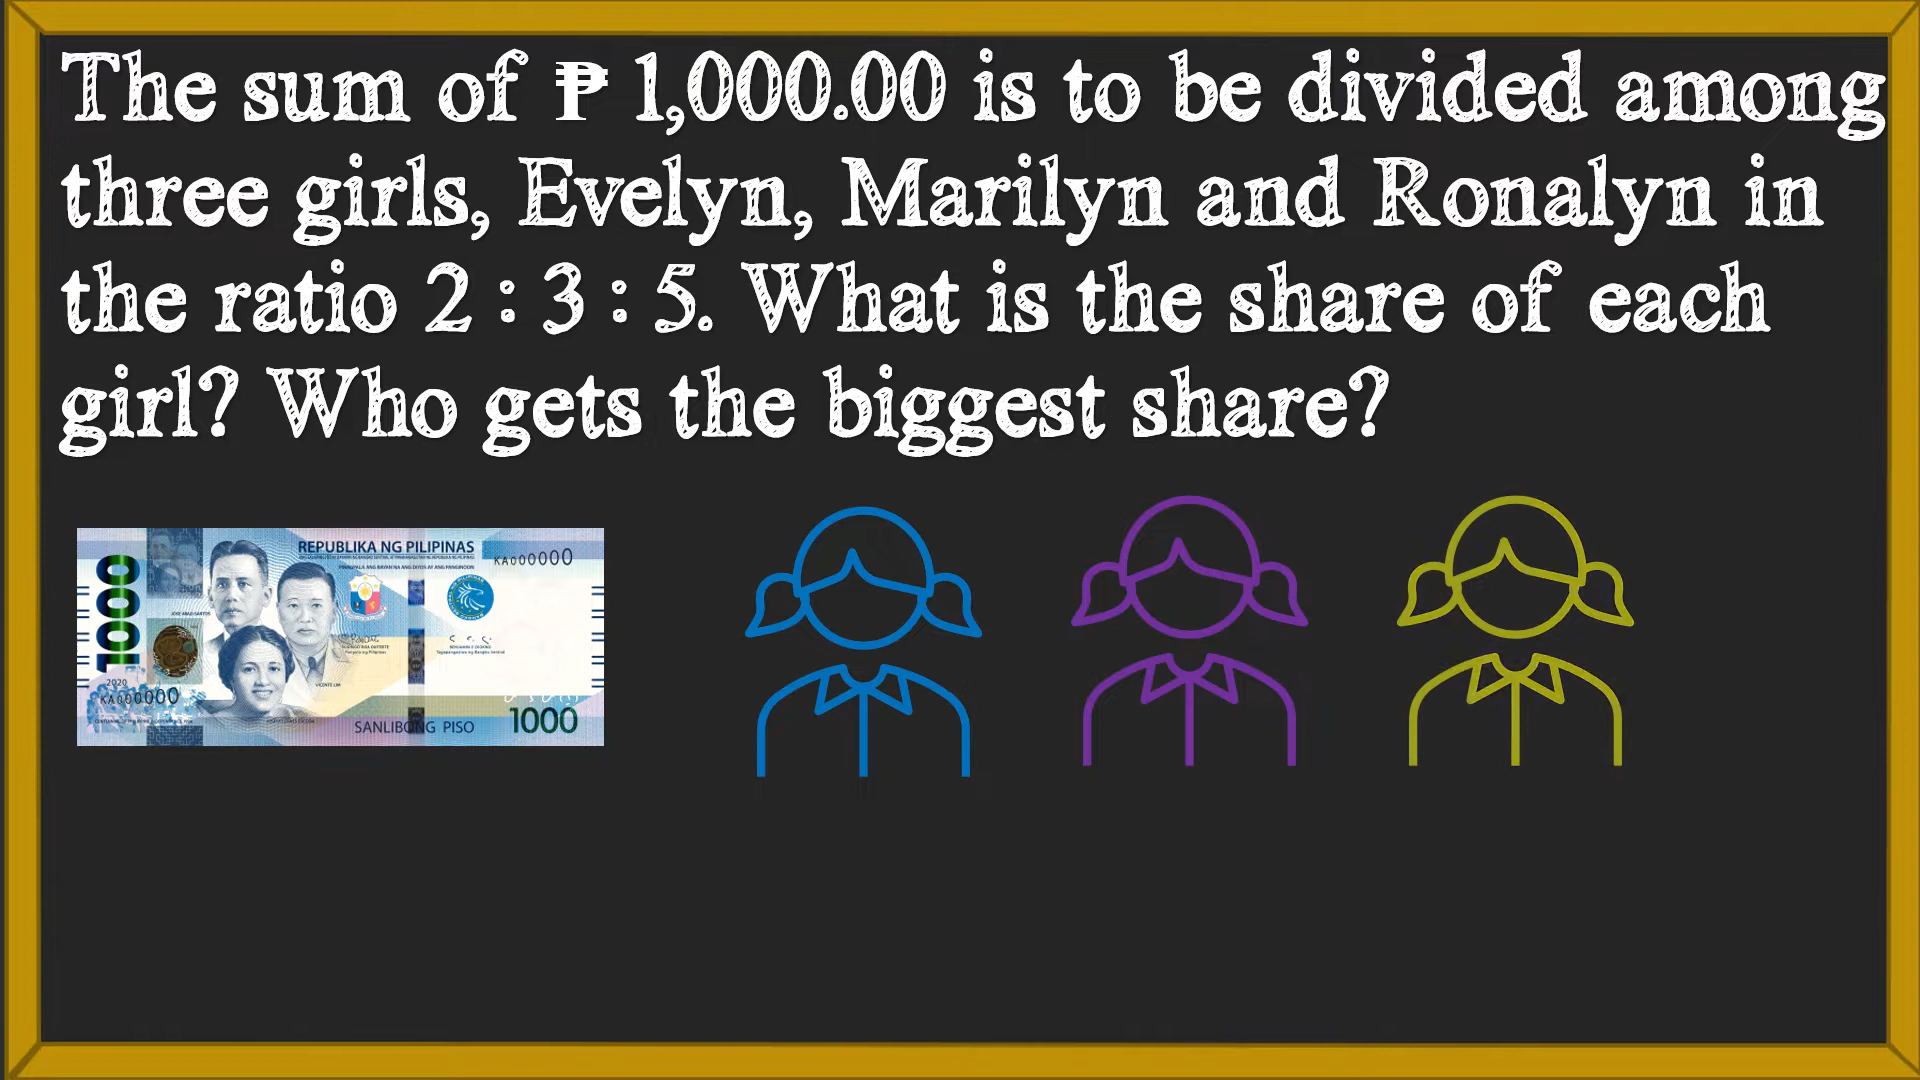 The sum of ₱ 1,000.00 is to be divided among
three girls, Evelyn, Marilyn and Ronalyn in
the ratio 2 : 3 : 5. What is the share of each
girl? Who gets the biggest share?
REPUBLIKA NG PILIPINAS
KA000000
1000
2020
KA000000
VICENTE LIM
SANLIBONG PISO
1000